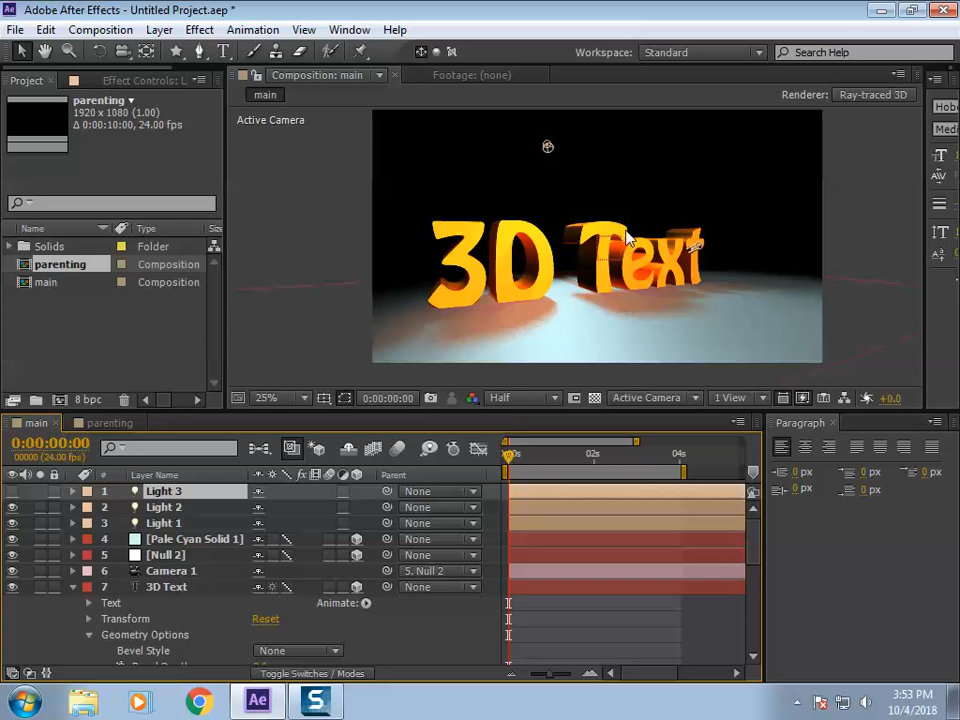 Adobe After Effects - Untitled Project.aep *
File Edit Composition Layer Effect Animation View Window Help
Workspace: Standard Search Help
Project Effect Controls: L Composition: main Footage: (none)
parenting
1920 x 1080 (1.00)
Δ 0:00:10:00, 24.00 fps
main
Renderer: Ray-traced 3D
Active Camera
3D Text
Hob
Med
Name Type Size
Solids Folder
parenting Composition
main Composition
8 bpc
25% 0:00:00:00 Half Active Camera 1 View +0.0
main parenting
0:00:00:00
00000 (24.00 fps)
:00s 02s 04s
# Layer Name Parent
1 Light 3 None
2 Light 2 None
3 Light 1 None
4 [Pale Cyan Solid 1] None
5 [Null 2] None
6 Camera 1 5. Null 2
7 3D Text None
Text Animate:
Transform Reset
Geometry Options
Bevel Style None
Toggle Switches / Modes
Paragraph
0 px 0 px 0 px
0 px 0 px
3:53 PM
10/4/2018